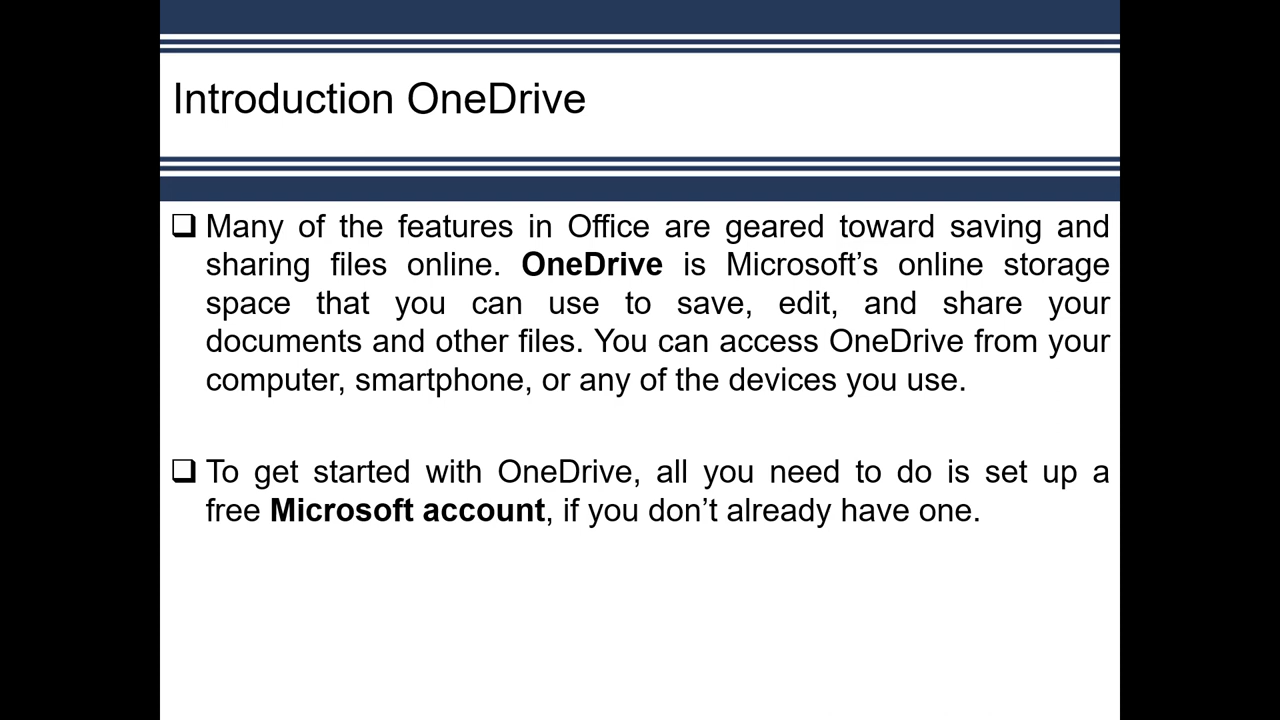 Introduction OneDrive
❑ Many of the features in Office are geared toward saving and
sharing files online. OneDrive is Microsoft’s online storage
space that you can use to save, edit, and share your
documents and other files. You can access OneDrive from your
computer, smartphone, or any of the devices you use.
❑ To get started with OneDrive, all you need to do is set up a
free Microsoft account, if you don’t already have one.